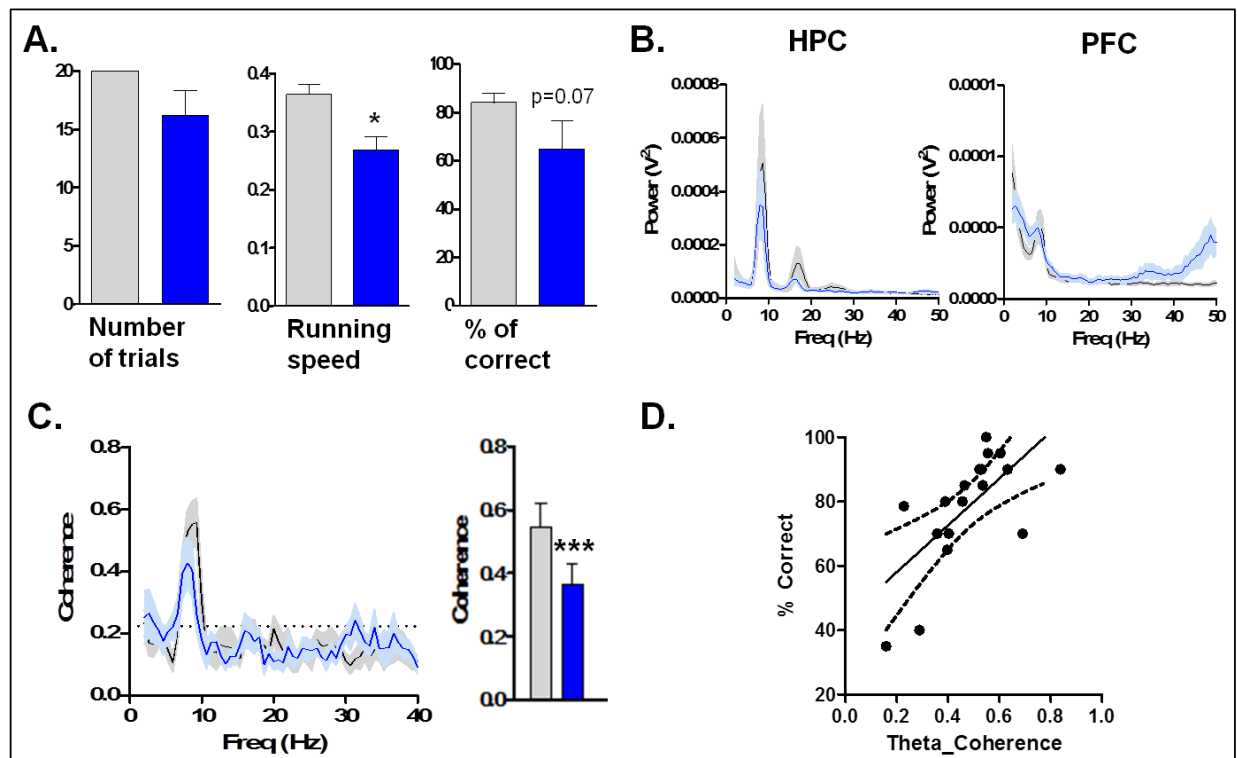 A.
20
15
10
5
0
Number
of trials
0.4
0.3
0.2
0.1
0.0
*
Running
speed
100
80
60
40
20
0
p=0.07
% of
correct
B.
HPC
Power (V²)
0.0008
0.0006
0.0004
0.0002
0.0000
0 10 20 30 40 50
Freq (Hz)
PFC
Power (V²)
0.0001
0.0001
0.0000
0.0000
0 10 20 30 40 50
Freq (Hz)
C.
Coherence
0.8
0.6
0.4
0.2
0.0
0 10 20 30 40
Freq (Hz)
Coherence
0.8
0.6
0.4
0.2
0.0
***
D.
% Correct
100
80
60
40
20
0.0 0.2 0.4 0.6 0.8 1.0
Theta_Coherence